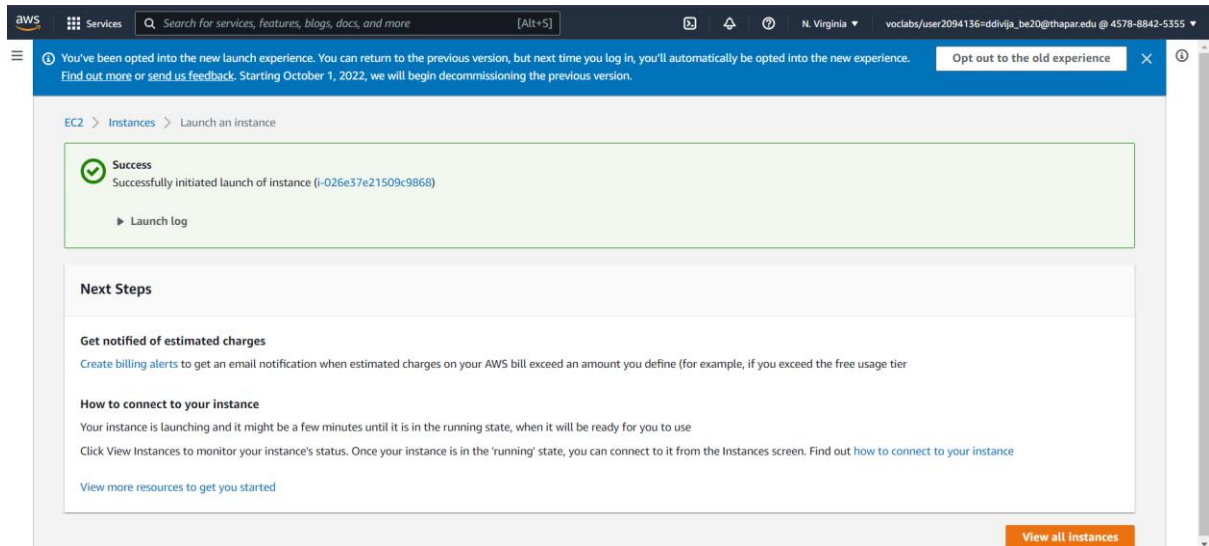 aws
Services
Search for services, features, blogs, docs, and more
[Alt+S]
N. Virginia ▼
voclabs/user2094136=ddivija_be20@thapar.edu @ 4578-8842-5355 ▼
You've been opted into the new launch experience. You can return to the previous version, but next time you log in, you'll automatically be opted into the new experience.
Find out more or send us feedback. Starting October 1, 2022, we will begin decommissioning the previous version.
Opt out to the old experience
EC2 > Instances > Launch an instance
Success
Successfully initiated launch of instance (i-026e37e21509c9868)
▶ Launch log
Next Steps
Get notified of estimated charges
Create billing alerts to get an email notification when estimated charges on your AWS bill exceed an amount you define (for example, if you exceed the free usage tier
How to connect to your instance
Your instance is launching and it might be a few minutes until it is in the running state, when it will be ready for you to use
Click View Instances to monitor your instance's status. Once your instance is in the 'running' state, you can connect to it from the Instances screen. Find out how to connect to your instance
View more resources to get you started
View all instances